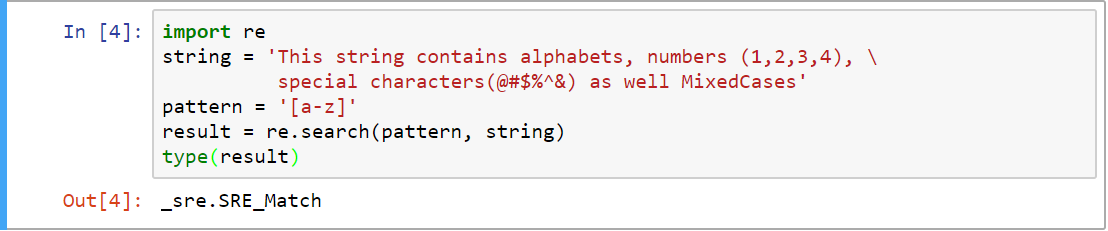 In [4]: import re
string = 'This string contains alphabets, numbers (1,2,3,4), \
special characters(@#$%^&) as well MixedCases'
pattern = '[a-z]'
result = re.search(pattern, string)
type(result)
Out[4]: _sre.SRE_Match